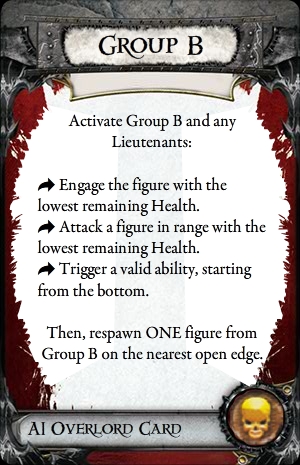 Group B
Activate Group B and any
Lieutenants:
➦ Engage the figure with the
lowest remaining Health.
➦ Attack a figure in range with the
lowest remaining Health.
➦ Trigger a valid ability, starting
from the bottom.
Then, respawn ONE figure from
Group B on the nearest open edge.
AI Overlord Card